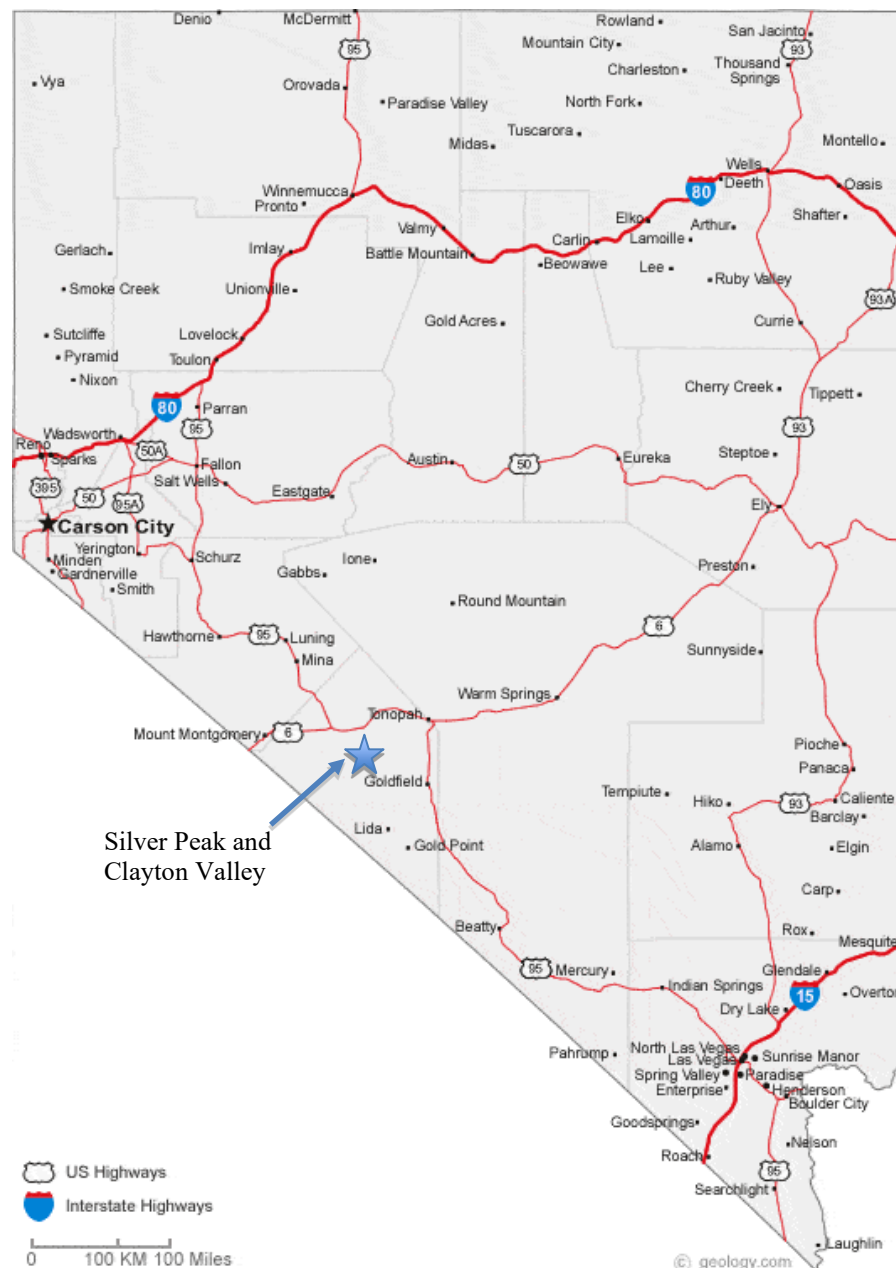 Denio
McDermitt
95
Rowland
Mountain City
San Jacinto
93
Thousand
Springs
Charleston
Vya
Orovada
Paradise Valley
North Fork
Tuscarora
Midas
Montello
Wells
Deeth
80
Oasis
Winnemucca
Pronto
Valmy
Elko
Arthur
Shafter
Gerlach
Imlay
Battle Mountain
Carlin
Lamoille
Beowawe
Lee
Ruby Valley
Smoke Creek
Unionville
93A
Sutcliffe
Lovelock
Gold Acres
Currie
Pyramid
Toulon
Nixon
Cherry Creek
Tippett
80
Parran
95
93
Wadsworth
Reno
Sparks
50A
Fallon
Austin
50
Eureka
Steptoe
395
50
95A
Salt Wells
Eastgate
Ely
Carson City
Yerington
Minden
Gardnerville
Schurz
Ione
Gabbs
Preston
Smith
Round Mountain
Hawthorne
95
Luning
6
Mina
Sunnyside
Warm Springs
Tonopah
Mount Montgomery
6
Pioche
Panaca
Goldfield
Tempiute
Hiko
93
Caliente
Barclay
Silver Peak and
Clayton Valley
Lida
Gold Point
Alamo
Elgin
Carp
Beatty
Rox
Mesquite
95
Mercury
Glendale
Indian Springs
15
Overton
Dry Lake
Pahrump
North Las Vegas
Las Vegas
Sunrise Manor
Spring Valley
Paradise
Enterprise
Henderson
Boulder City
Goodsprings
Nelson
Roach
95
Searchlight
Laughlin
US Highways
Interstate Highways
0 100 KM 100 Miles
© geology.com